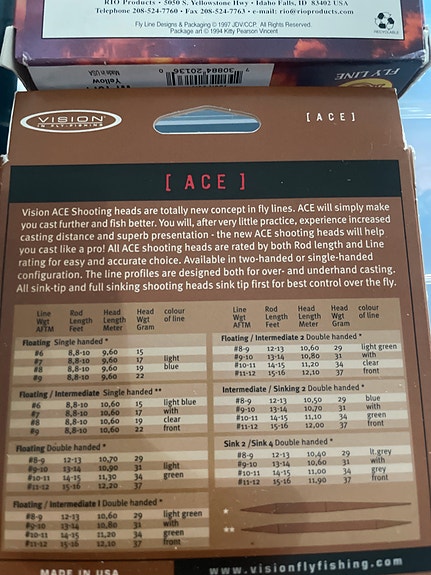 RIO Products • 5050 S. Yellowstone Hwy • Idaho Falls, ID 83402 USA
Telephone 208-524-7760 • Fax 208-524-7763 • e-mail: rio@rioproducts.com
Fly Line Designs & Packaging © 1997 JDV/CCP. All Rights Reserved.
Package art © 1994 Kitty Pearson Vincent
RECYCLABLE
Made in USA
Yellow
7 30884 20136 0
FLY LINE
VISION
IN FLY-FISHING
[ACE]
[ ACE ]
Vision ACE Shooting heads are totally new concept in fly lines. ACE will simply make
you cast further and fish better. You will, after very little practice, experience increased
casting distance and superb presentation - the new ACE shooting heads will help
you cast like a pro! All ACE shooting heads are rated by both Rod length and Line
rating for easy and accurate choice. Available in two-handed or single-handed
configuration. The line profiles are designed both for over- and underhand casting.
All sink-tip and full sinking shooting heads sink tip first for best control over the fly.
Line Rod Head Head colour
Wgt Length Length Wgt of line
AFTM Feet Meter Gram
Floating Single handed *
#6 8,8-10 9,60 15
#7 8,8-10 9,60 17 light
#8 8,8-10 9,60 19 blue
#9 8,8-10 9,60 22
Floating / Intermediate Single handed **
#6 8,8-10 10,60 15 light blue
#7 8,8-10 10,60 17 with
#8 8,8-10 10,60 19 clear
#9 8,8-10 10,60 22 front
Floating Double handed *
#8-9 12-13 10,70 29
#9-10 13-14 10,90 31 light
#10-11 14-15 11,30 34 green
#11-12 15-16 12,20 37
Floating / Intermediate 1 Double handed *
#8-9 12-13 10,60 29 light green
#9-10 13-14 10,80 31 with
#10-11 14-15 11,20 34 green
#11-12 15-16 12,10 37 front
Line Rod Head Head colour
Wgt Length Length Wgt of line
AFTM Feet Meter Gram
Floating / Intermediate 2 Double handed *
#8-9 12-13 10,60 29 light green
#9-10 13-14 10,80 31 with
#10-11 14-15 11,20 34 clear
#11-12 15-16 12,10 37 front
Intermediate / Sinking 2 Double handed *
#8-9 12-13 10,50 29 blue
#9-10 13-14 10,70 31 with
#10-11 14-15 11,10 34 green
#11-12 15-16 12,00 37 front
Sink 2 / Sink 4 Double handed *
#8-9 12-13 10,40 29 lt.grey
#9-10 13-14 10,60 31 with
#10-11 14-15 11,00 34 grey
#11-12 15-16 11,90 37 front
*
**
MADE IN USA
www.visionflyfishing.com